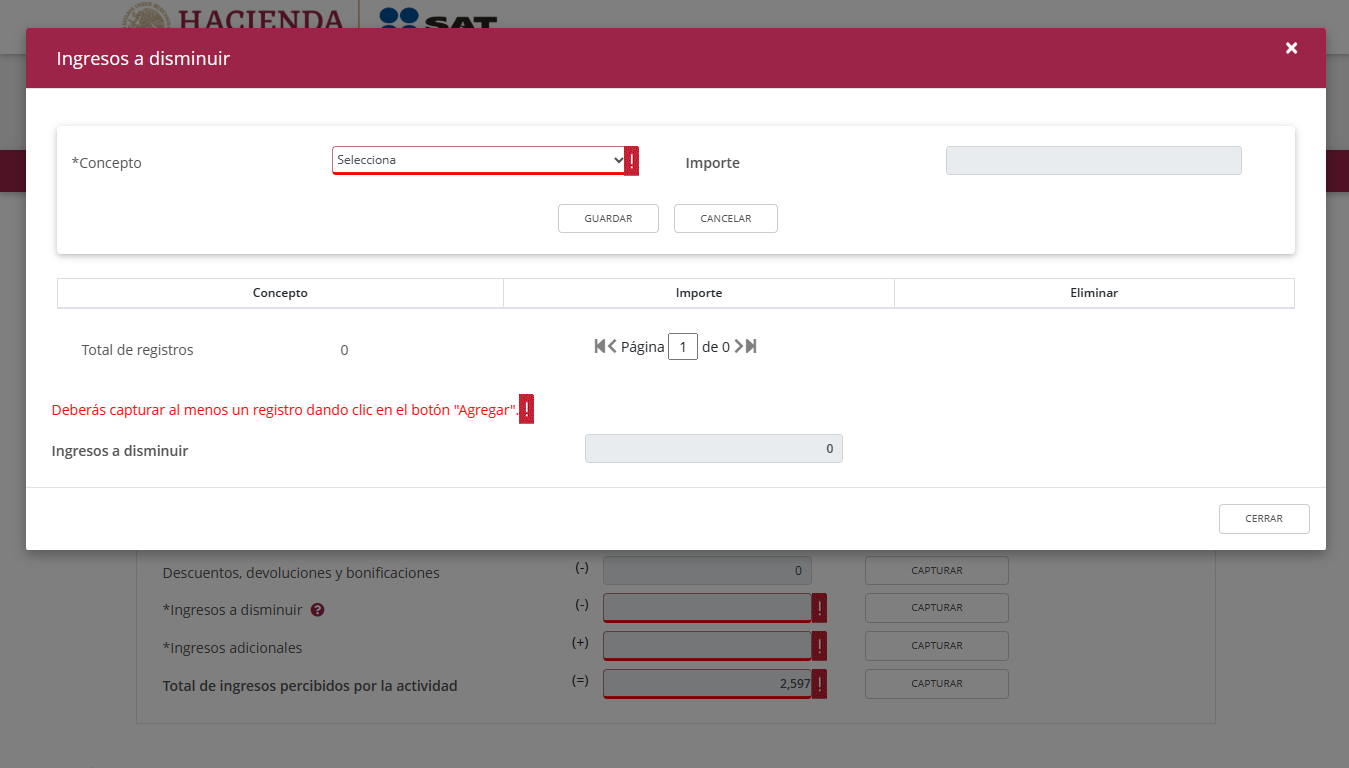 HACIENDA
SAT
Ingresos a disminuir
*Concepto
Selecciona
!
Importe
GUARDAR
CANCELAR
Concepto
Importe
Eliminar
Total de registros
0
Página 1 de 0
Deberás capturar al menos un registro dando clic en el botón "Agregar".
!
Ingresos a disminuir
0
CERRAR
Descuentos, devoluciones y bonificaciones
(-)
0
CAPTURAR
*Ingresos a disminuir
?
(-)
!
CAPTURAR
*Ingresos adicionales
(+)
!
CAPTURAR
Total de ingresos percibidos por la actividad
(=)
2,597
!
CAPTURAR